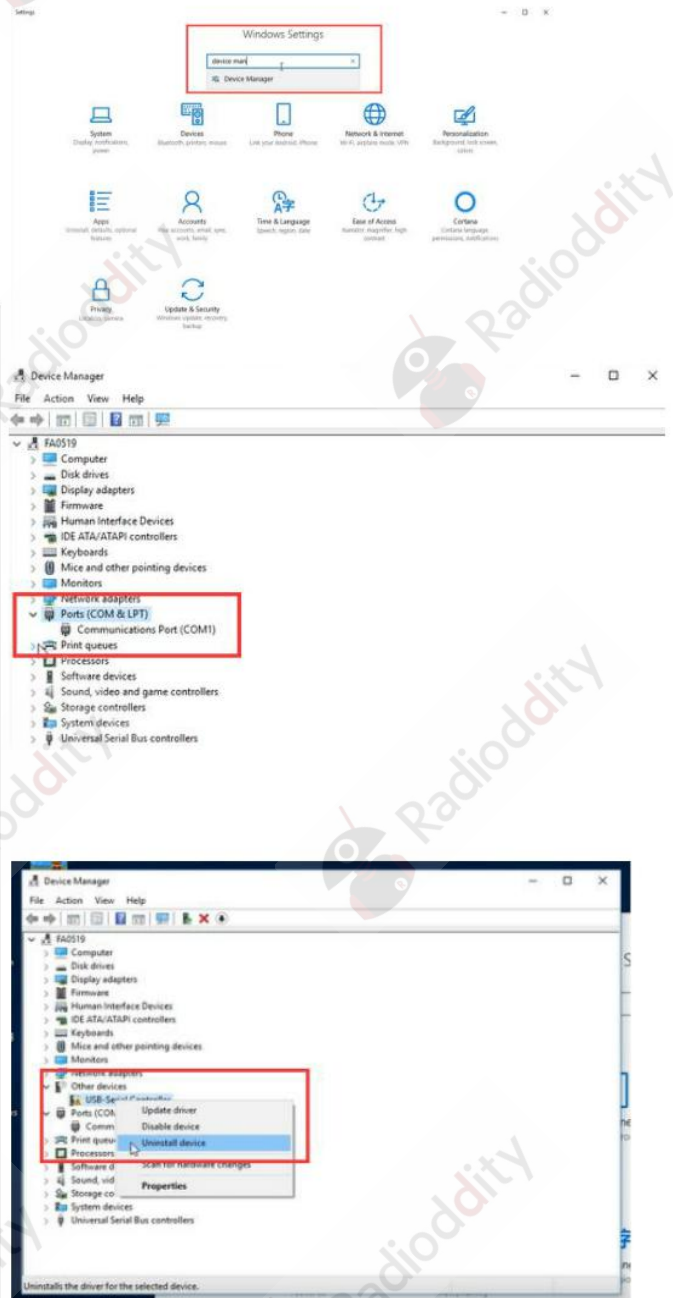 Settings
Windows Settings
device man
Device Manager
System
Display, notifications,
power
Devices
Bluetooth, printers, mouse
Phone
Link your Android, iPhone
Network & Internet
Wi-Fi, airplane mode, VPN
Personalization
Background, lock screen,
colors
Apps
Uninstall, defaults, optional
features
Accounts
accounts, email, sync,
work, family
Time & Language
Speech, region, date
Ease of Access
Narrator, magnifier, high
contrast
Cortana
Cortana language,
permissions, notifications
Privacy
Location, camera
Update & Security
Windows Update, recovery,
backup
Radioddity
Radioddity
Device Manager
File Action View Help
FA0519
Computer
Disk drives
Display adapters
Firmware
Human Interface Devices
IDE ATA/ATAPI controllers
Keyboards
Mice and other pointing devices
Monitors
Network adapters
Ports (COM & LPT)
Communications Port (COM1)
Print queues
Processors
Software devices
Sound, video and game controllers
Storage controllers
System devices
Universal Serial Bus controllers
Radioddity
oddity
Device Manager
File Action View Help
FA0519
Computer
Disk drives
Display adapters
Firmware
Human Interface Devices
IDE ATA/ATAPI controllers
Keyboards
Mice and other pointing devices
Monitors
Network adapters
Other devices
USB-Serial Controller
Ports (COM
Comm
Print queu
Processors
Software d
Sound, vid
Storage co
System devices
Universal Serial Bus controllers
Update driver
Disable device
Uninstall device
Scan for hardware changes
Properties
Uninstalls the driver for the selected device.
adioddity